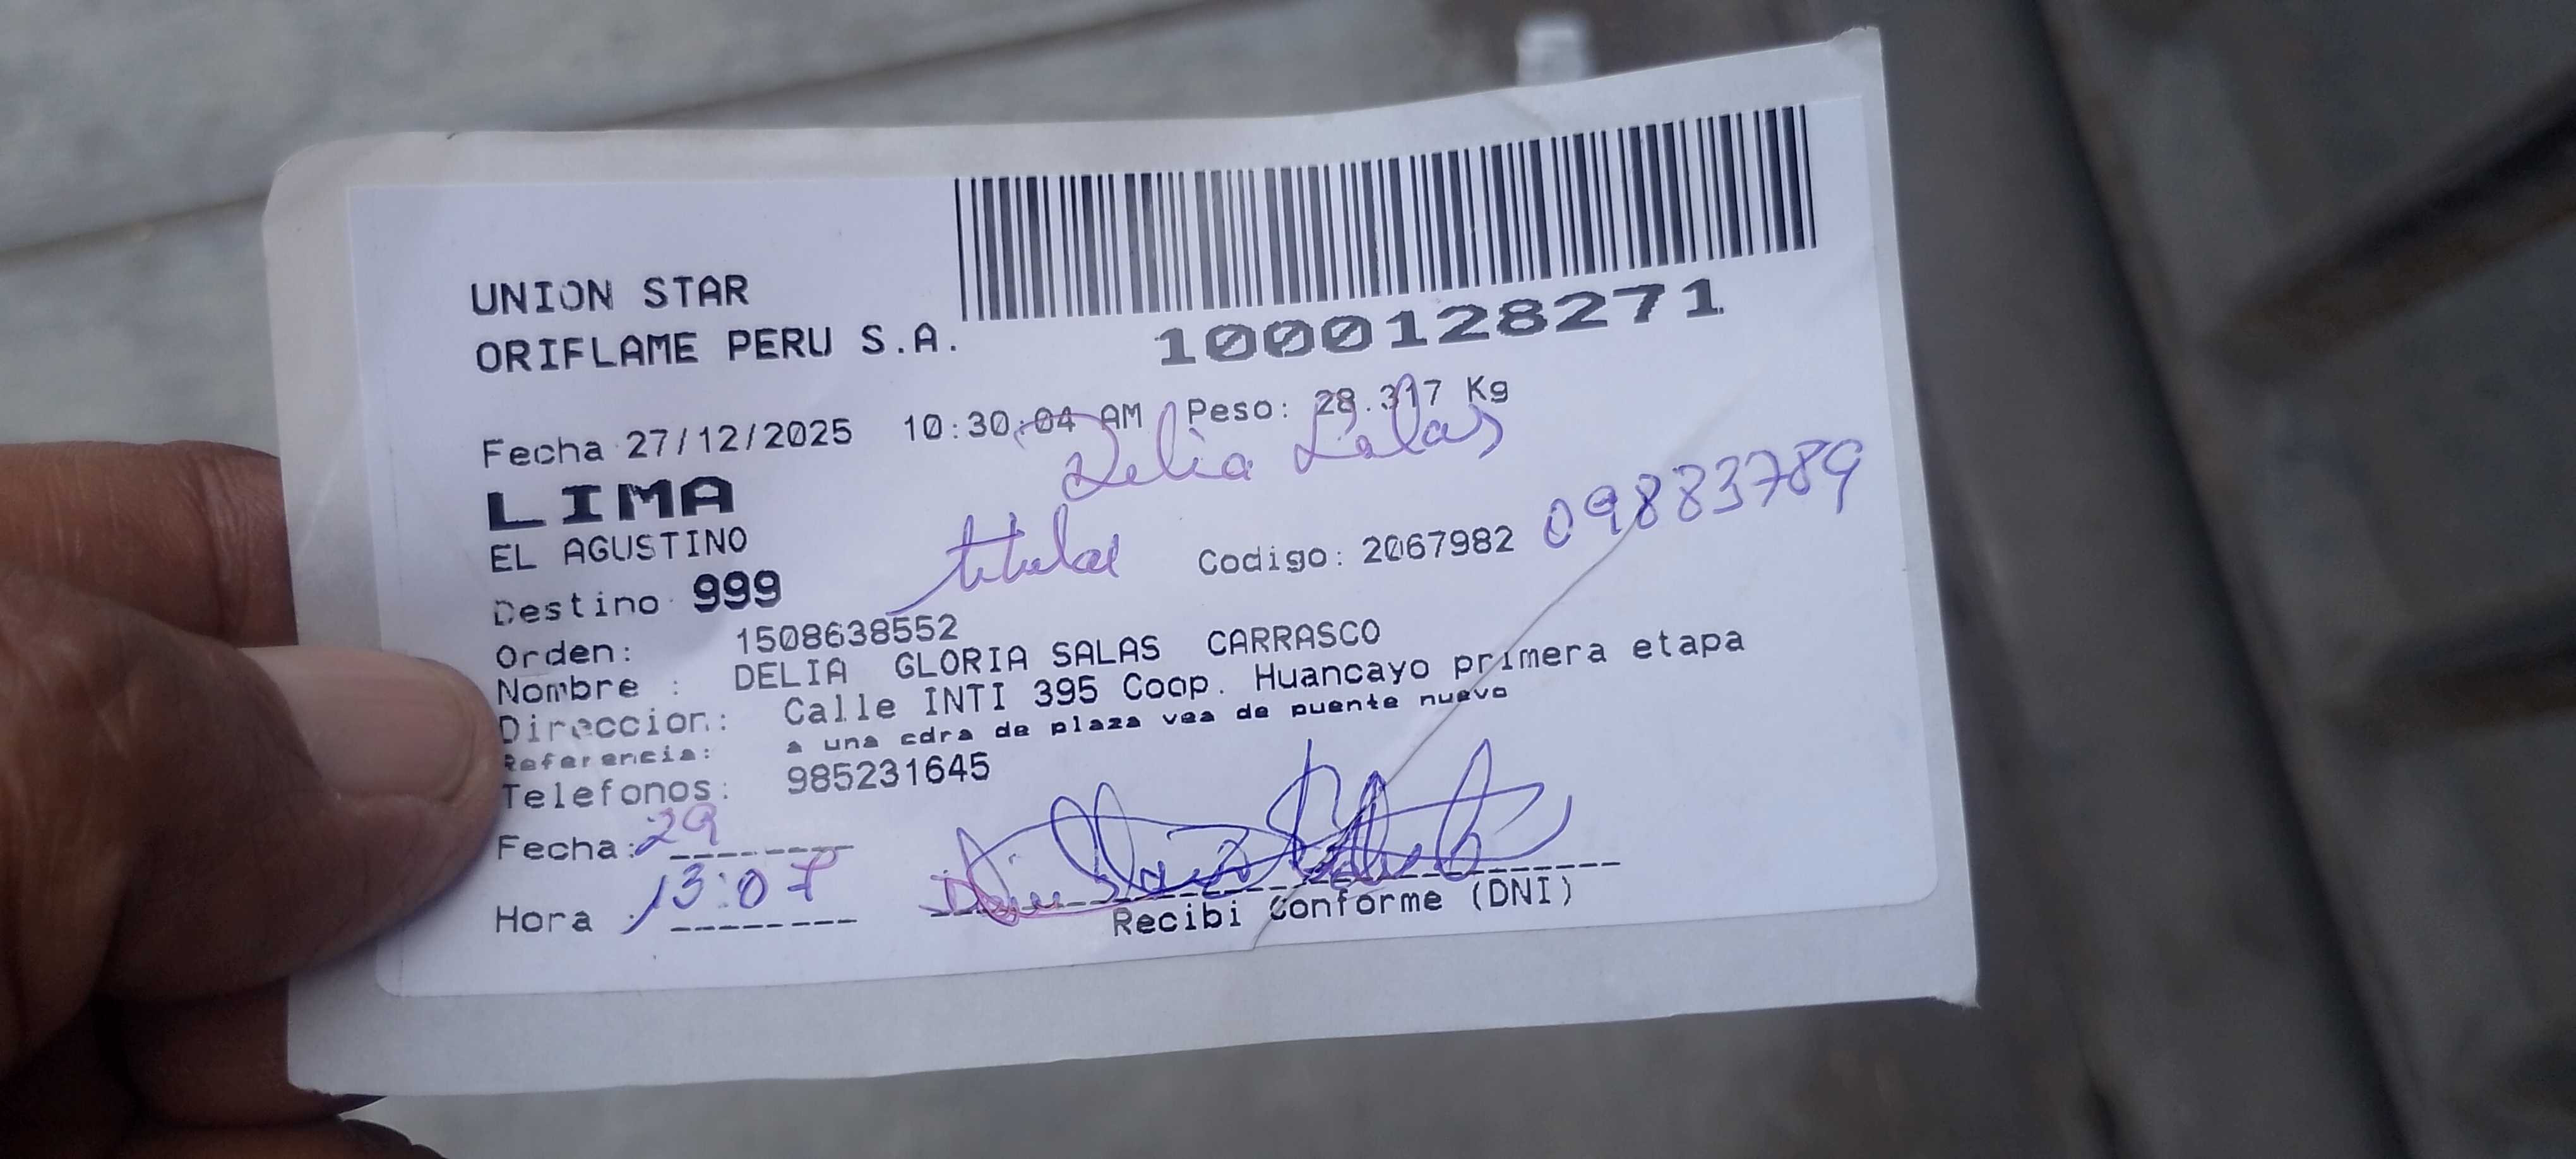 UNION STAR
ORIFLAME PERU S.A.
1000128271
Fecha 27/12/2025 10:30:04 AM Peso: 28.317 Kg
Delia Salas
LIMA
EL AGUSTINO
titular Codigo: 2067982 09883789
Destino 999
Orden: 1508638552
Nombre : DELIA GLORIA SALAS CARRASCO
Direccion: Calle INTI 395 Coop. Huancayo primera etapa
Referencia: a una cdra de plaza vea de puente nuevo
Telefonos: 985231645
Fecha: 29
Hora : 13:07
Recibi Conforme (DNI)